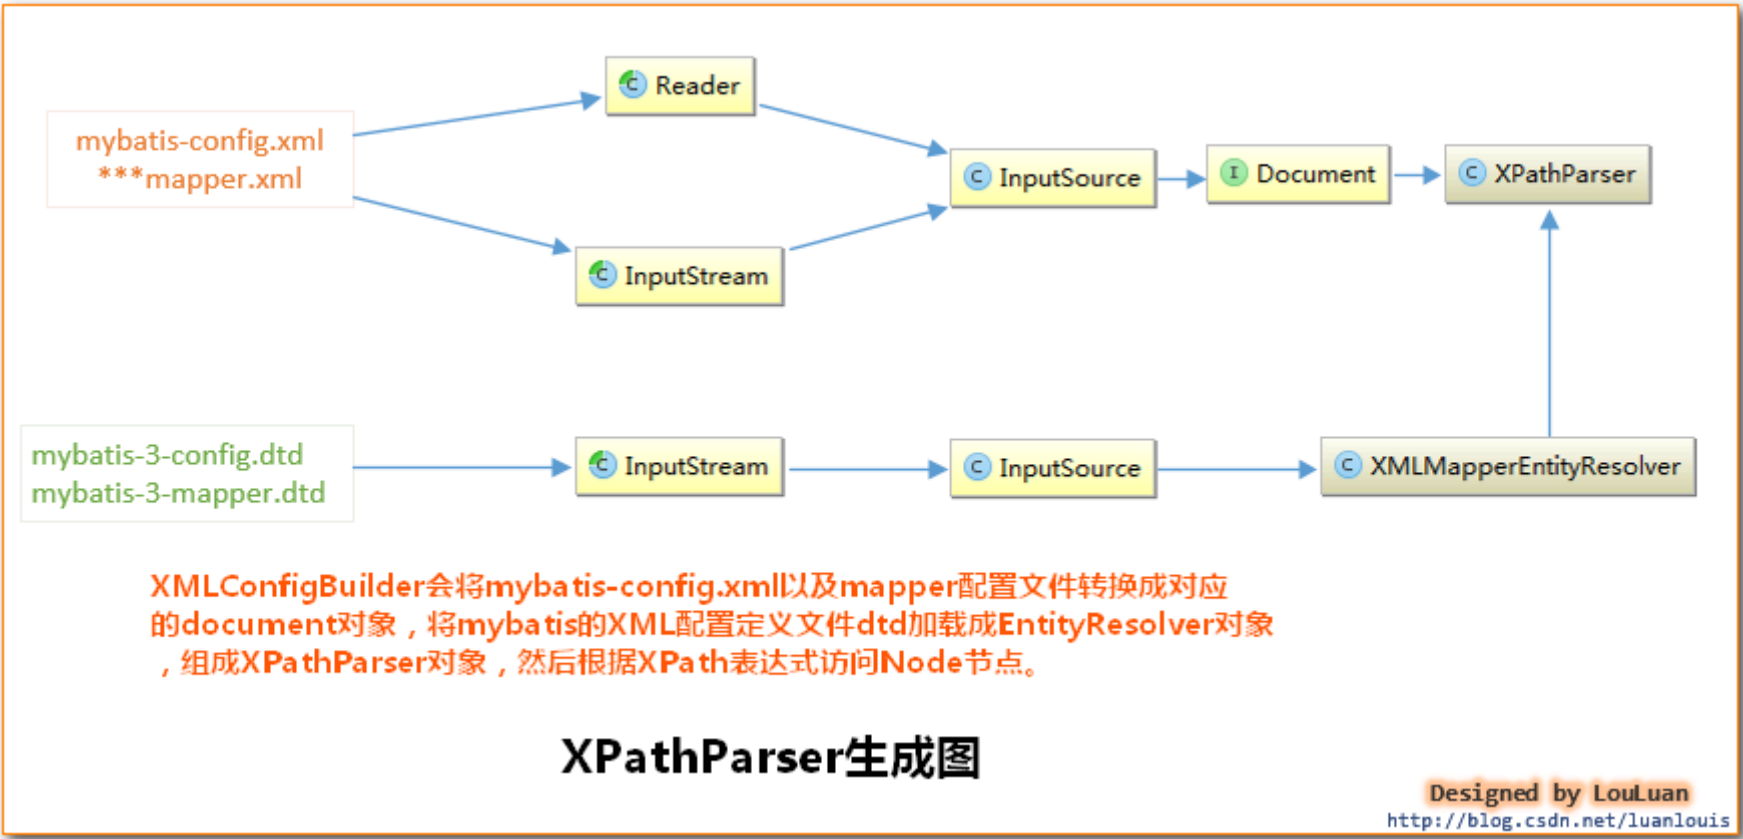 Reader
mybatis-config.xml
***mapper.xml
InputSource
Document
XPathParser
InputStream
mybatis-3-config.dtd
mybatis-3-mapper.dtd
InputStream
InputSource
XMLMapperEntityResolver
XMLConfigBuilder会将mybatis-config.xml以及mapper配置文件转换成对应
的document对象，将mybatis的XML配置定义文件dtd加载成EntityResolver对象
，组成XPathParser对象，然后根据XPath表达式访问Node节点。
XPathParser生成图
Designed by LouLuan
http://blog.csdn.net/luanlouis